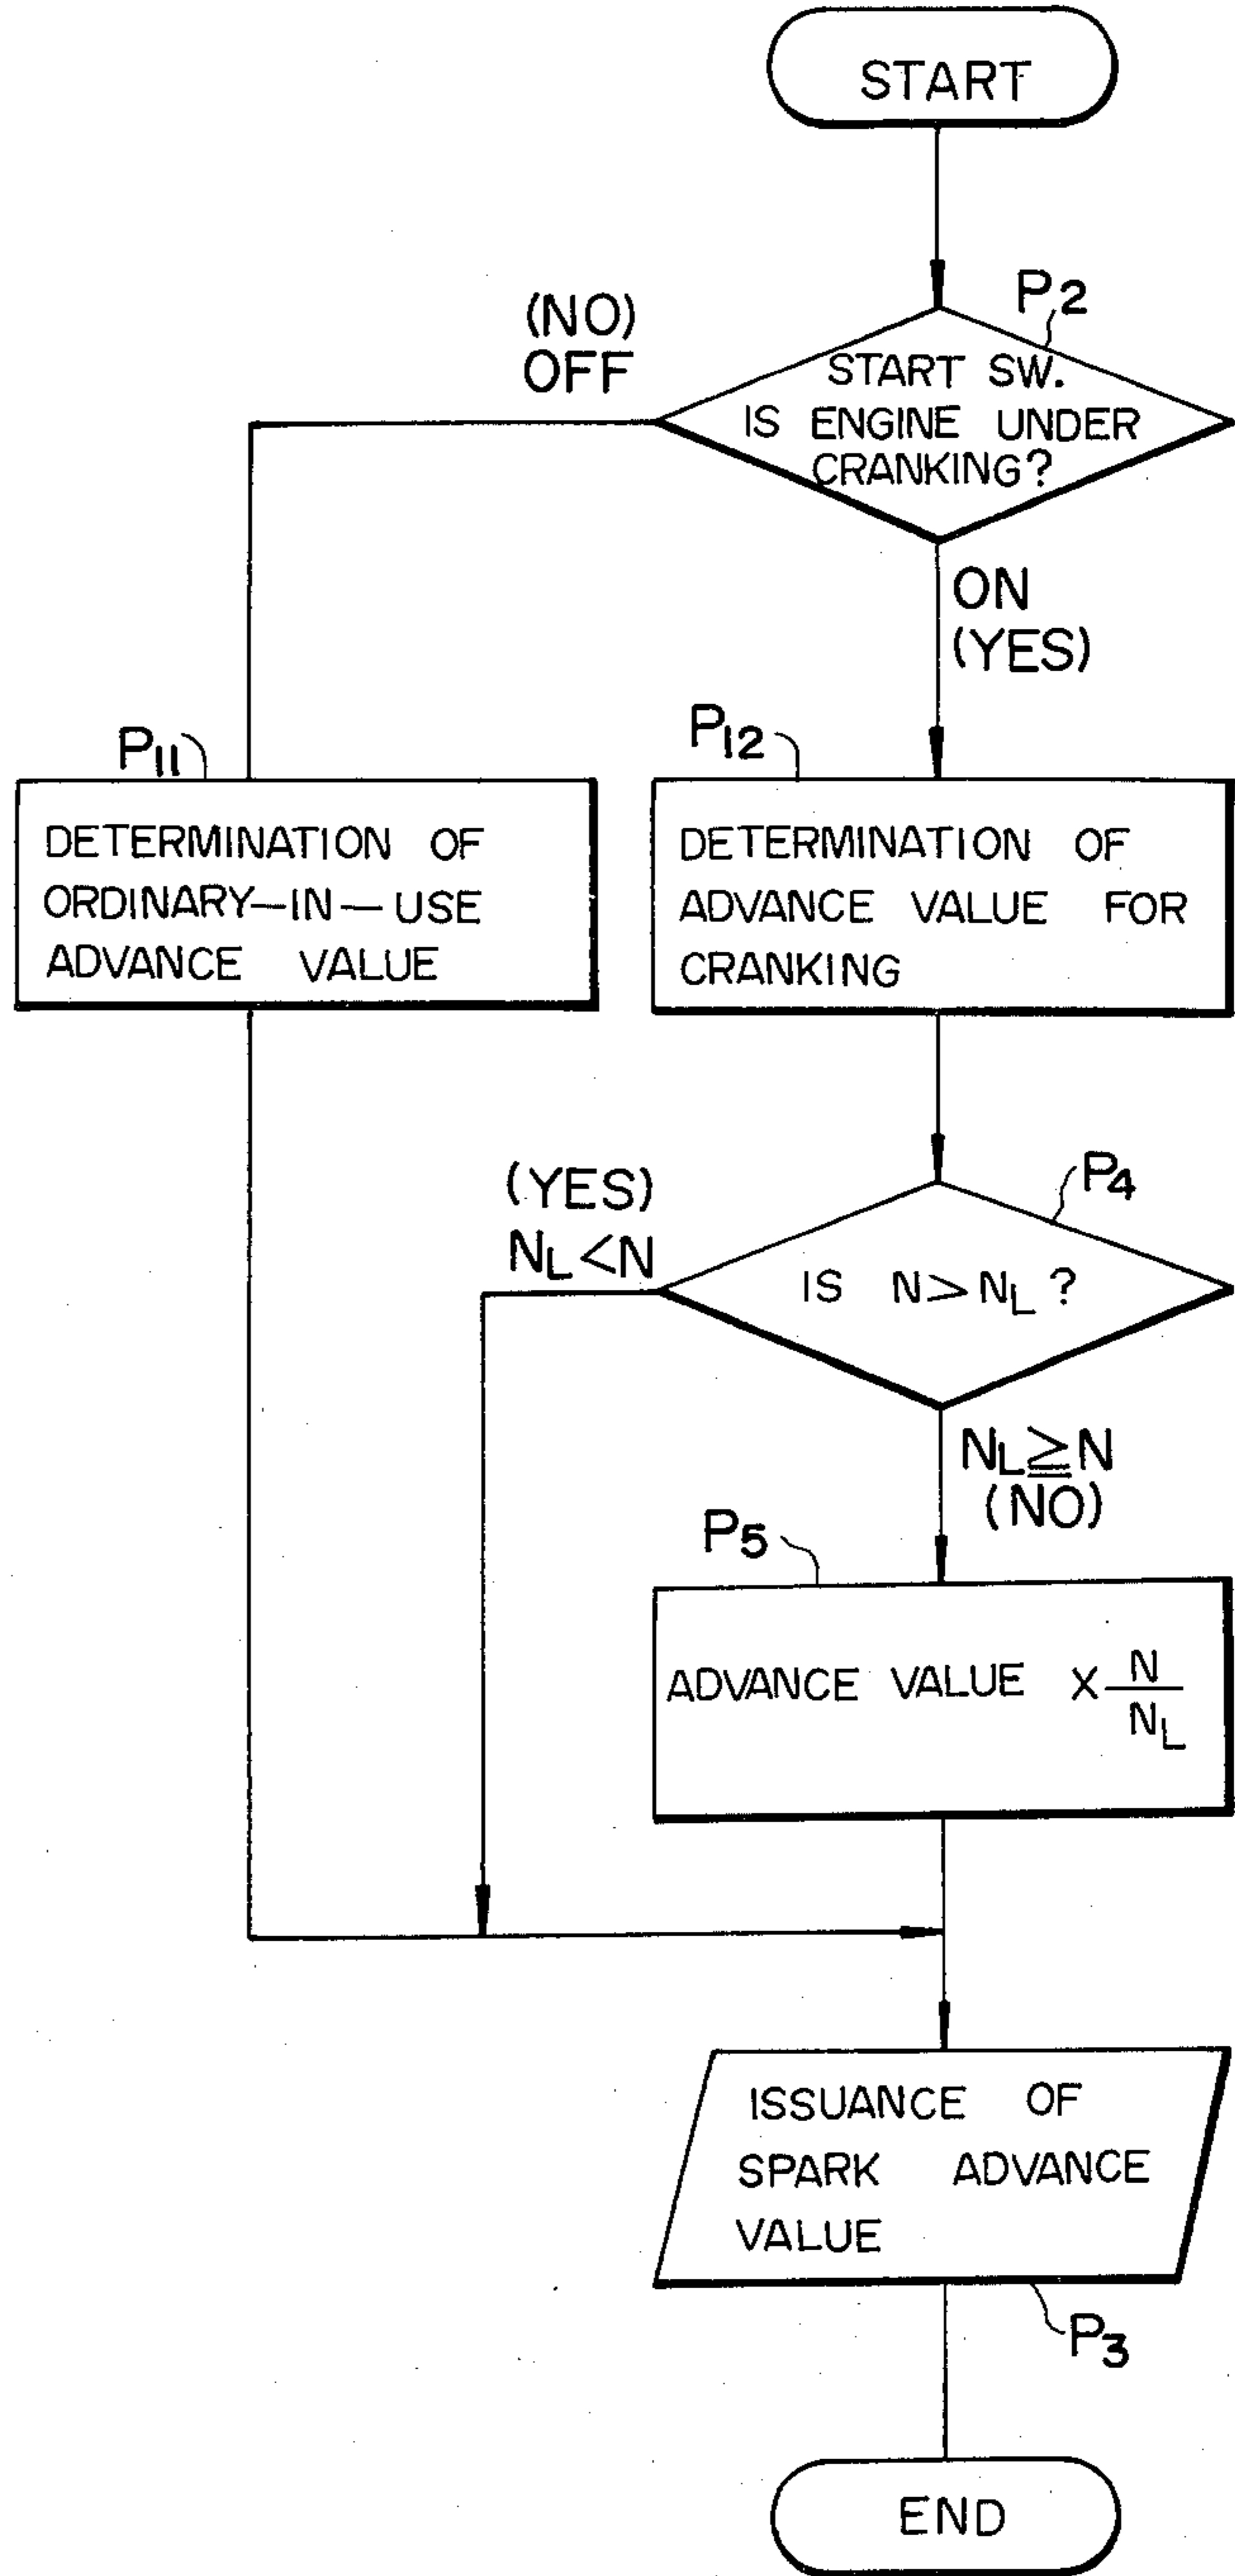 START
P2
(NO)
OFF
START SW.
IS ENGINE UNDER
CRANKING?
ON
(YES)
P11
P12
DETERMINATION OF
ORDINARY—IN—USE
ADVANCE VALUE
DETERMINATION OF
ADVANCE VALUE FOR
CRANKING
(YES)
NL<N
P4
IS N>NL?
NL≧N
(NO)
P5
ADVANCE VALUE × N/NL
ISSUANCE OF
SPARK ADVANCE
VALUE
P3
END